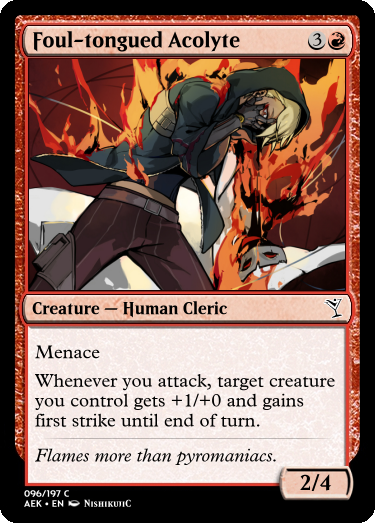 Foul-tongued Acolyte 3
Creature — Human Cleric
Menace
Whenever you attack, target creature
you control gets +1/+0 and gains
first strike until end of turn.
Flames more than pyromaniacs.
2/4
096/197 C
AEK • EN NishikujiC